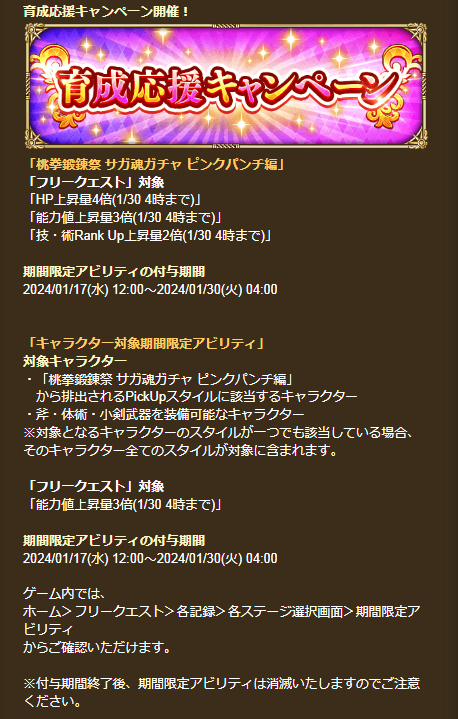 育成応援キャンペーン開催！
育成応援キャンペーン
「桃拳鍛錬祭 サガ魂ガチャ ピンクパンチ編」
「フリークエスト」対象
「HP上昇量4倍(1/30 4時まで)」
「能力値上昇量3倍(1/30 4時まで)」
「技・術Rank Up上昇量2倍(1/30 4時まで)」
期間限定アビリティの付与期間
2024/01/17(水) 12:00～2024/01/30(火) 04:00
「キャラクター対象期間限定アビリティ」
対象キャラクター
・「桃拳鍛錬祭 サガ魂ガチャ ピンクパンチ編」
から排出されるPickUpスタイルに該当するキャラクター
・斧・体術・小剣武器を装備可能なキャラクター
※対象となるキャラクターのスタイルが一つでも該当している場合、
そのキャラクター全てのスタイルが対象に含まれます。
「フリークエスト」対象
「能力値上昇量3倍(1/30 4時まで)」
期間限定アビリティの付与期間
2024/01/17(水) 12:00～2024/01/30(火) 04:00
ゲーム内では、
ホーム＞フリークエスト＞各記録＞各ステージ選択画面＞期間限定ア
ビリティ
からご確認いただけます。
※付与期間終了後、期間限定アビリティは消滅いたしますのでご注意
ください。